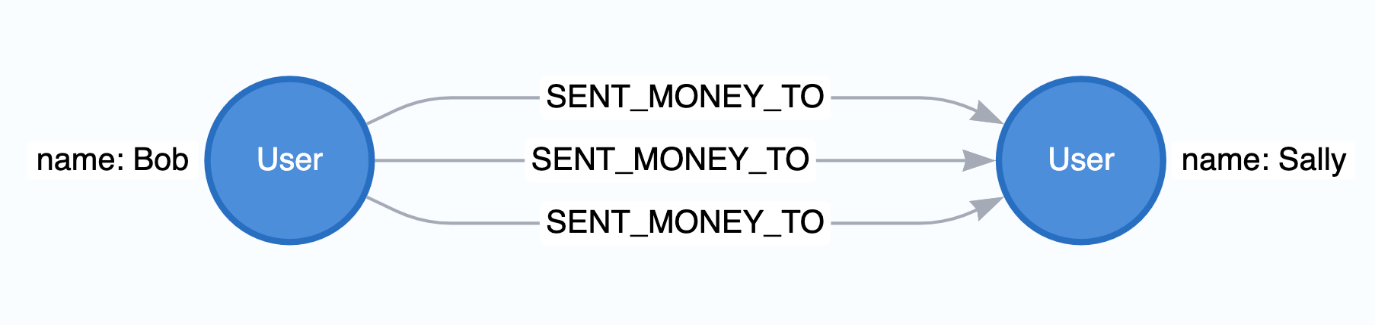 SENT_MONEY_TO
name: Bob
User
SENT_MONEY_TO
User
name: Sally
SENT_MONEY_TO